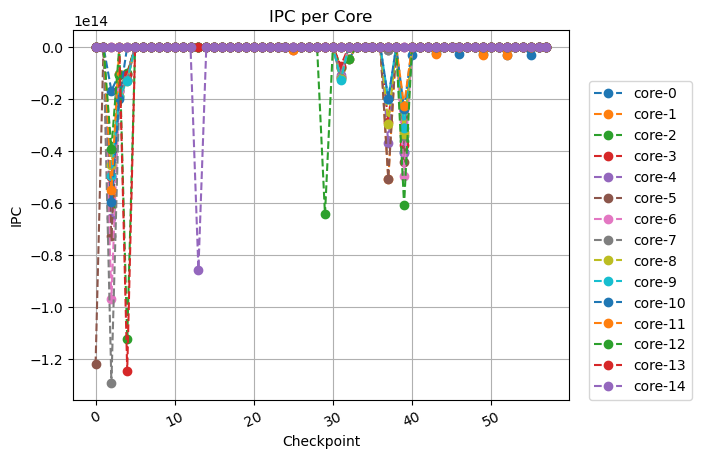 IPC per Core
1e14
0.0
−0.2
−0.4
−0.6
−0.8
−1.0
−1.2
IPC
0
10
20
30
40
50
Checkpoint
core-0
core-1
core-2
core-3
core-4
core-5
core-6
core-7
core-8
core-9
core-10
core-11
core-12
core-13
core-14